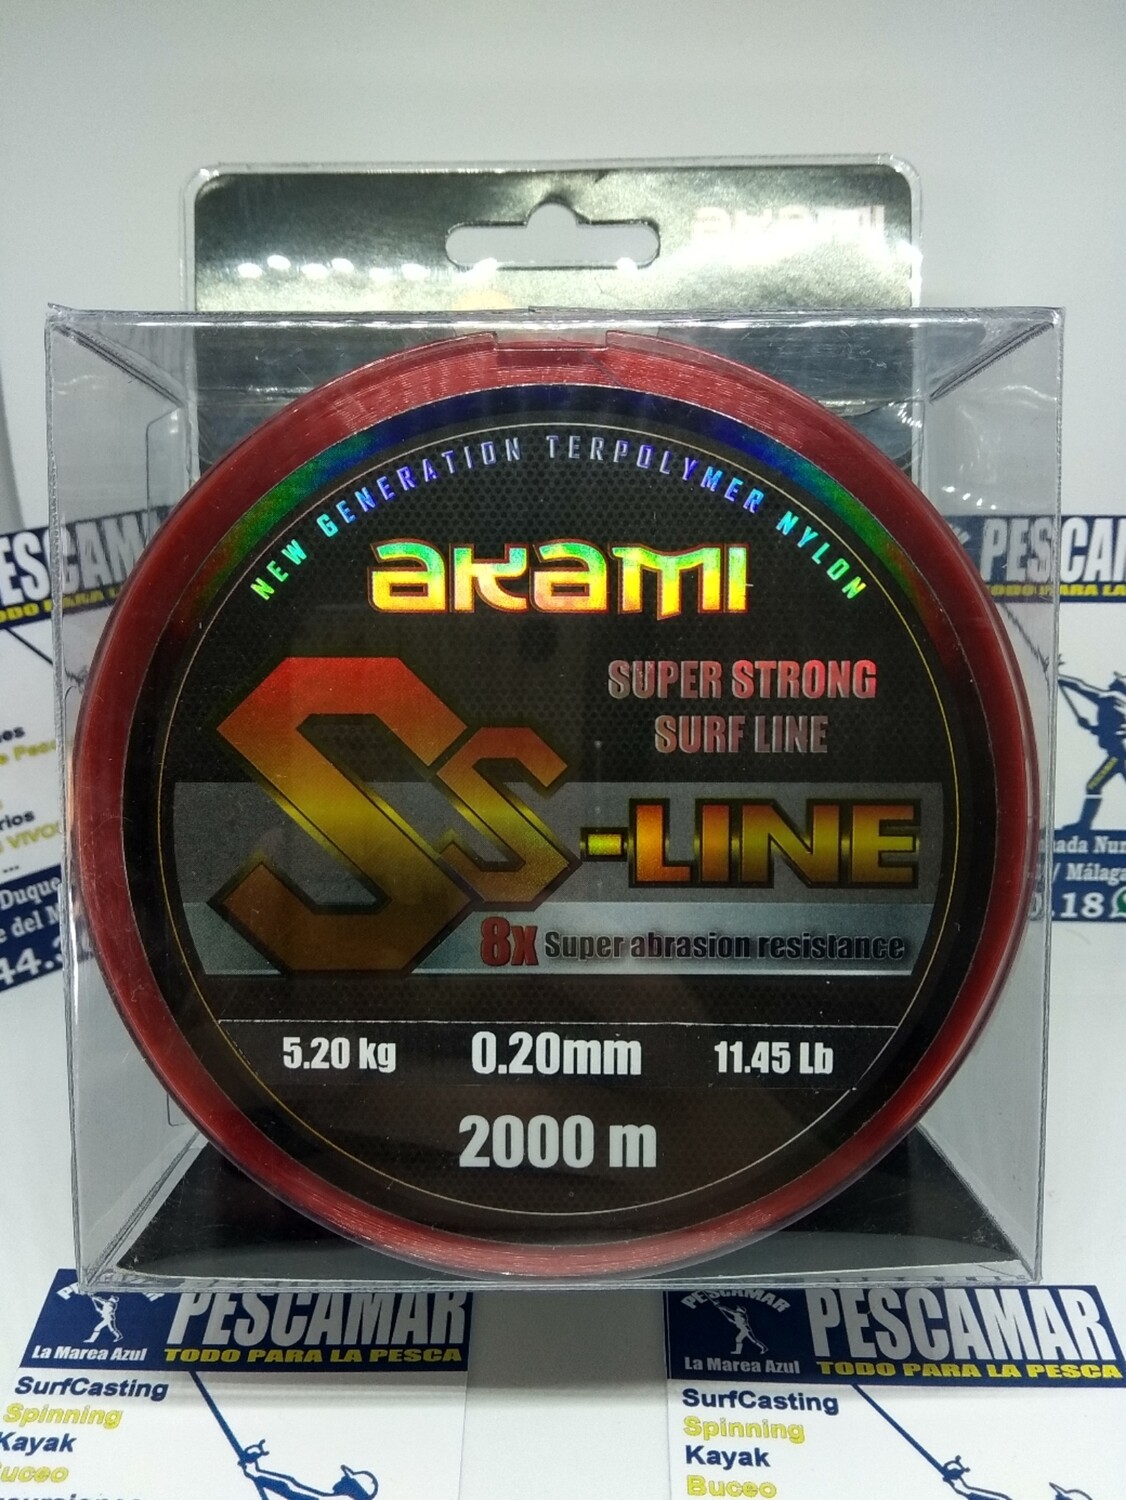 akami
NEW GENERATION TERPOLYMER NYLON
akami
SUPER STRONG
SURF LINE
Ss-LINE
8x Super abrasion resistance
5.20 kg 0.20mm 11.45 Lb
2000 m
PESCAMAR
La Marea Azul
TODO PARA LA PESCA
SurfCasting
Spinning
Kayak
PESCAMAR
PESCAMAR
La Marea Azul
TODO PARA LA PESCA
SurfCasting
Spinning
Kayak
Buceo